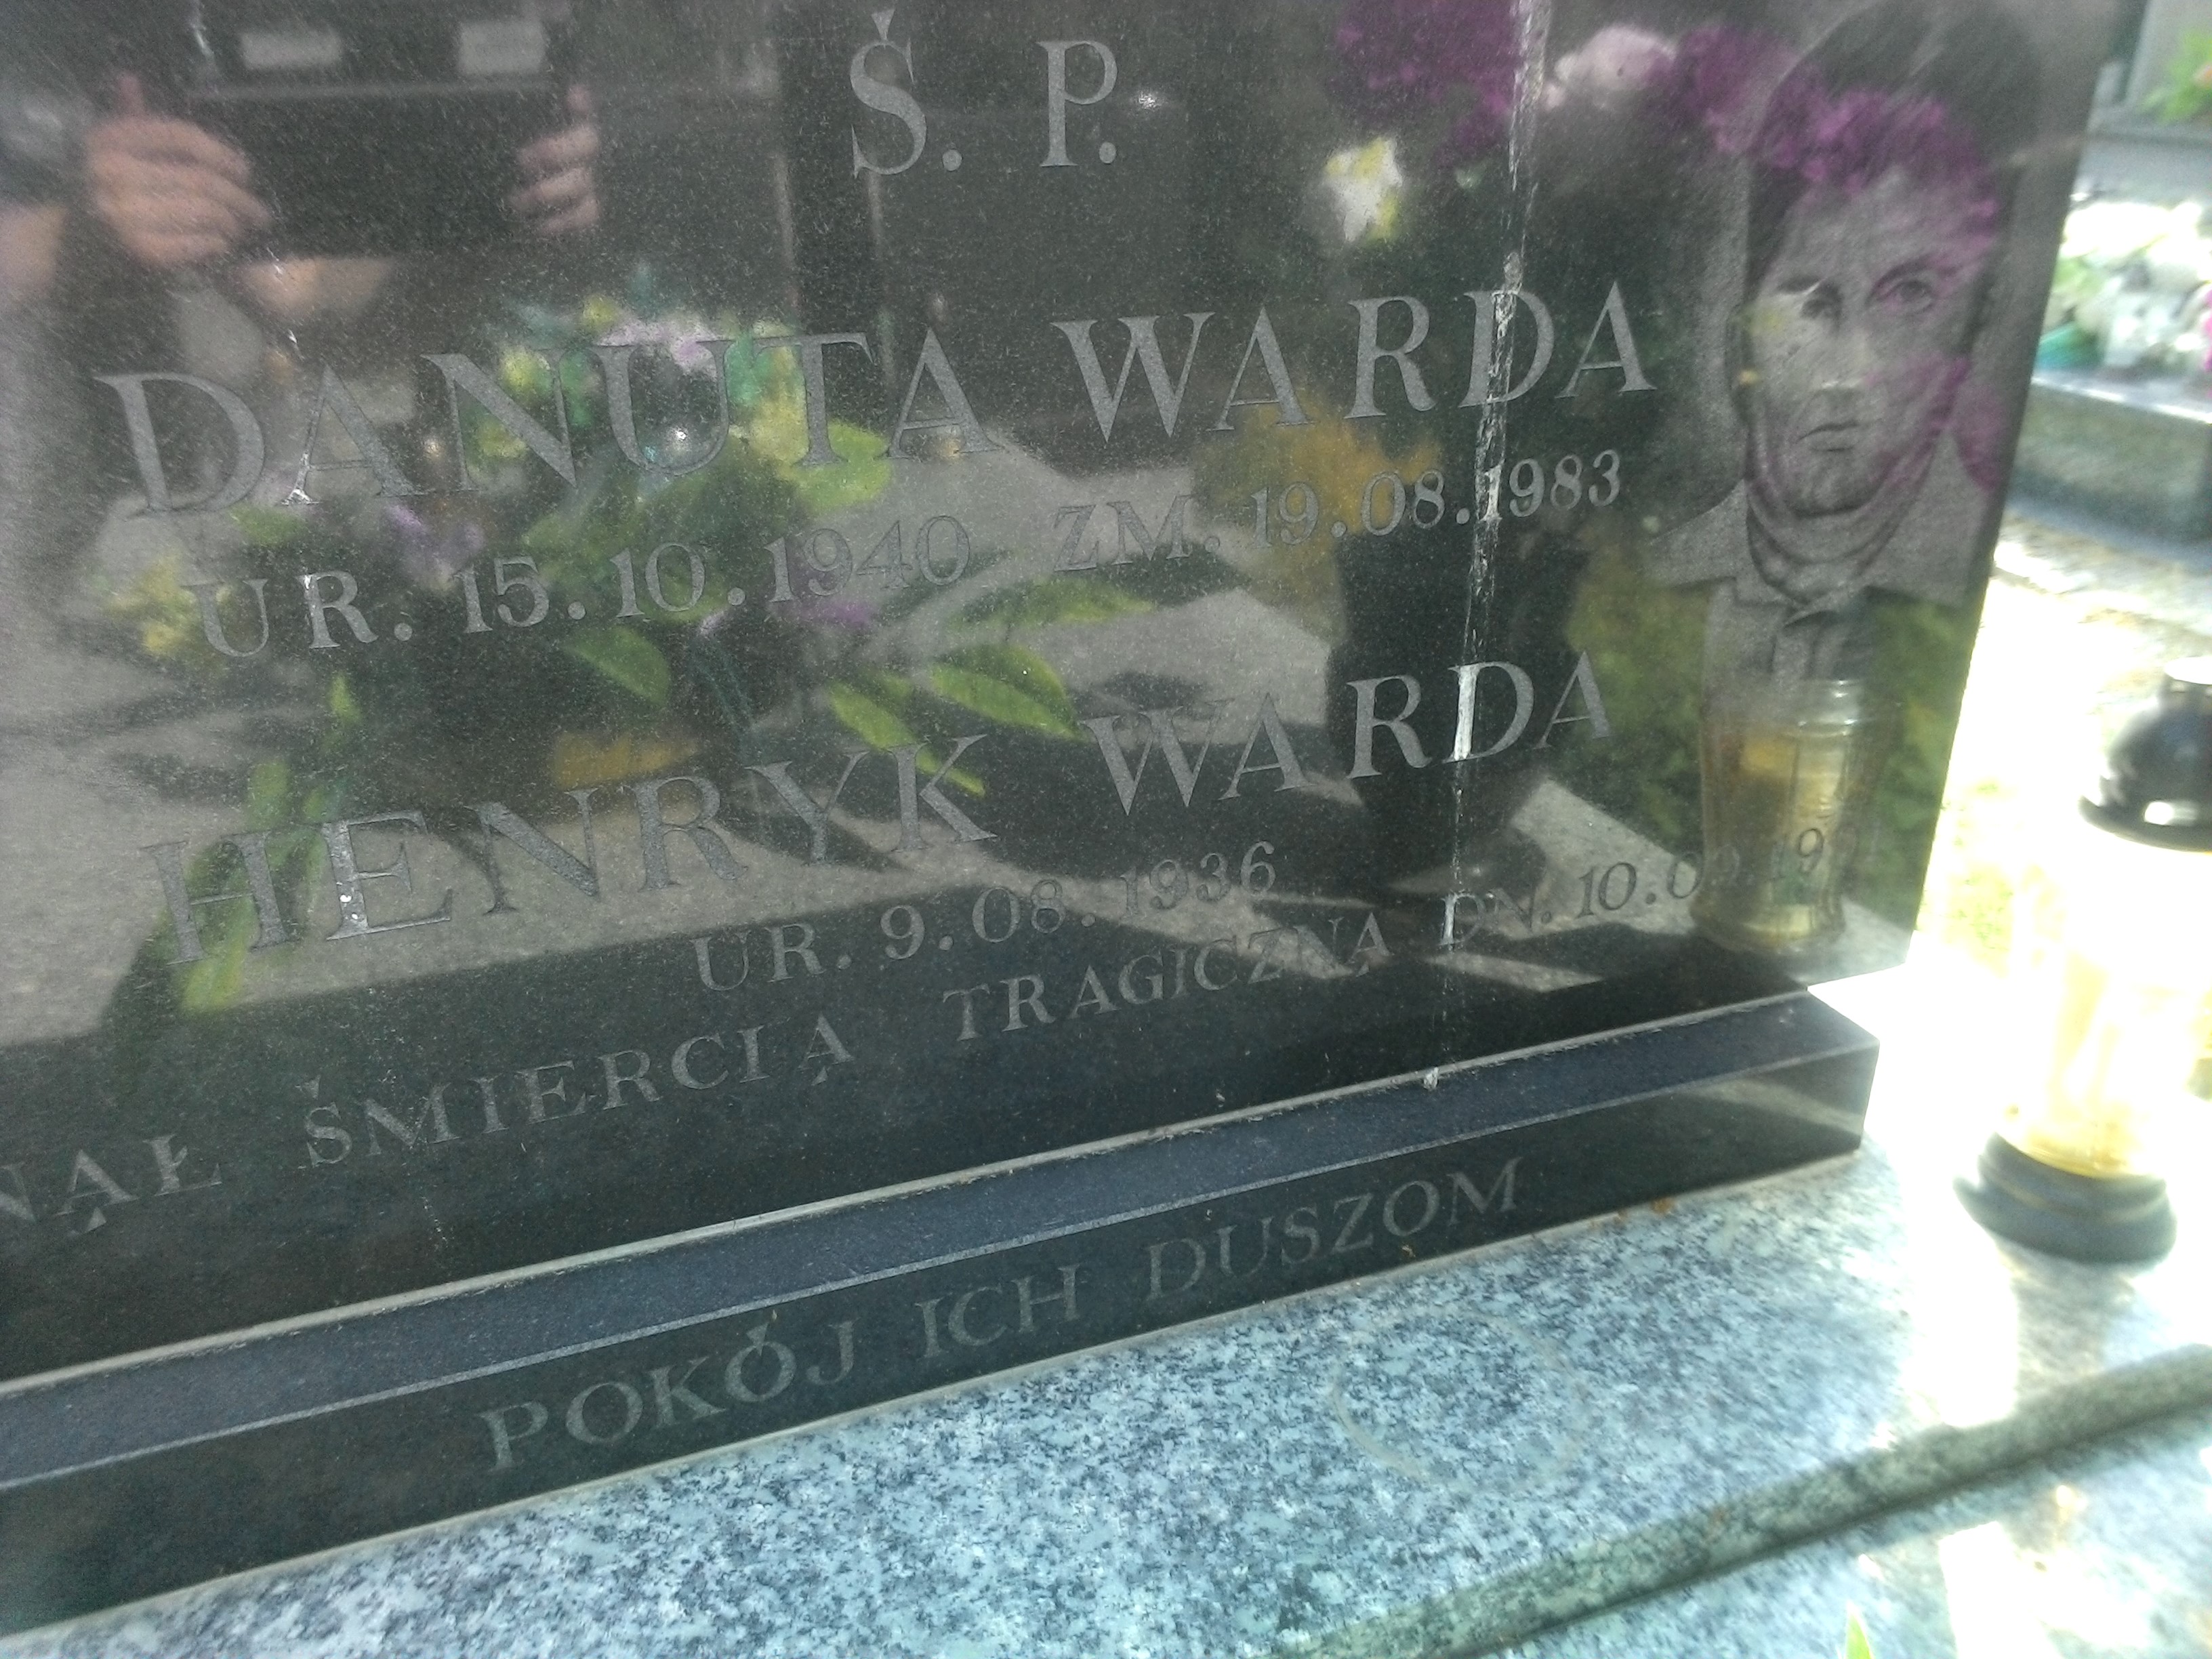 Ś. P.
DANUTA WARDA
UR. 15.10.1940 ZM. 19.08.1983
HENRYK WARDA
UR. 9.08.1936
ŚMIERCIĄ TRAGICZNĄ DN.
POKÓJ ICH DUSZOM